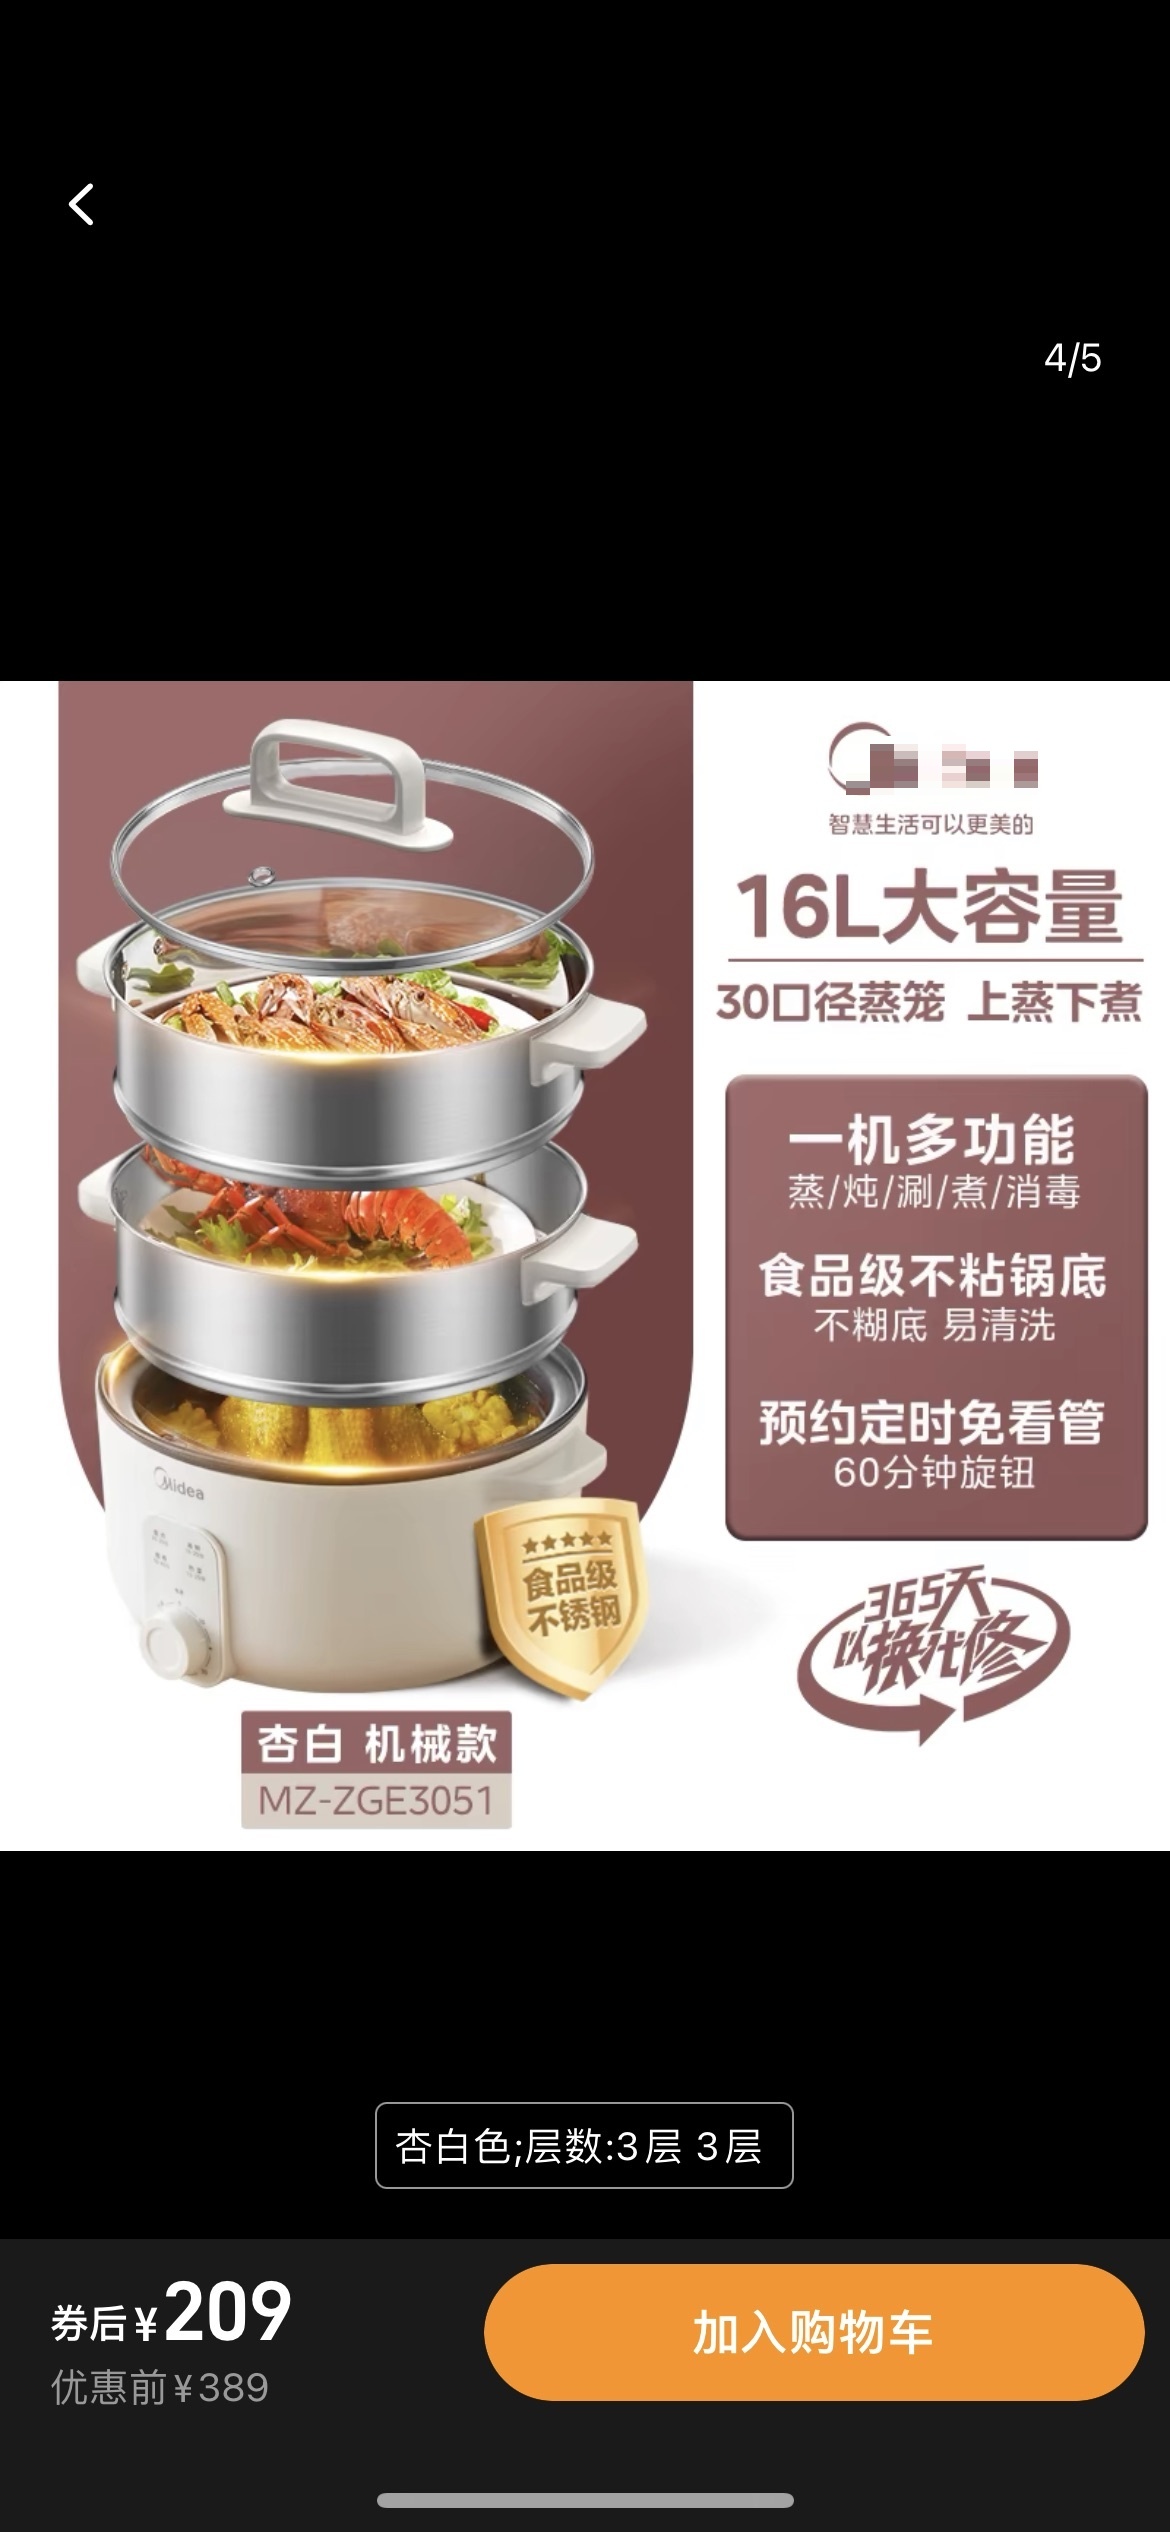 4/5
智慧生活可以更美的
16L大容量
30口径蒸笼 上蒸下煮
一机多功能
蒸/炖/涮/煮/消毒
食品级不粘锅底
不糊底 易清洗
预约定时免看管
60分钟旋钮
Midea
食品级
不锈钢
365天
以换代修
杏白 机械款
MZ-ZGE3051
杏白色;层数:3层 3层
券后¥209
优惠前¥389
加入购物车